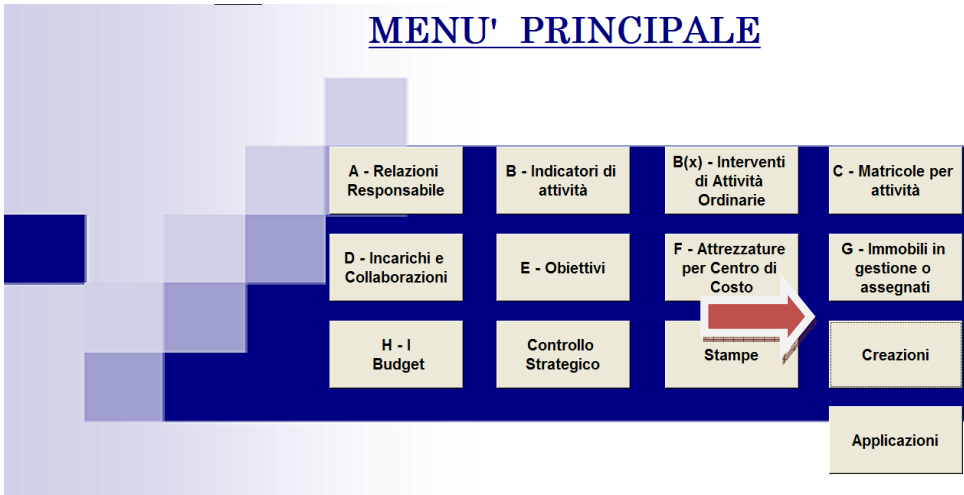 MENU' PRINCIPALE
A - Relazioni
Responsabile
B - Indicatori di
attività
B(x) - Interventi
di Attività
Ordinarie
C - Matricole per
attività
D - Incarichi e
Collaborazioni
E - Obiettivi
F - Attrezzature
per Centro di
Costo
G - Immobili in
gestione o
assegnati
H - I
Budget
Controllo
Strategico
Stampe
Creazioni
Applicazioni